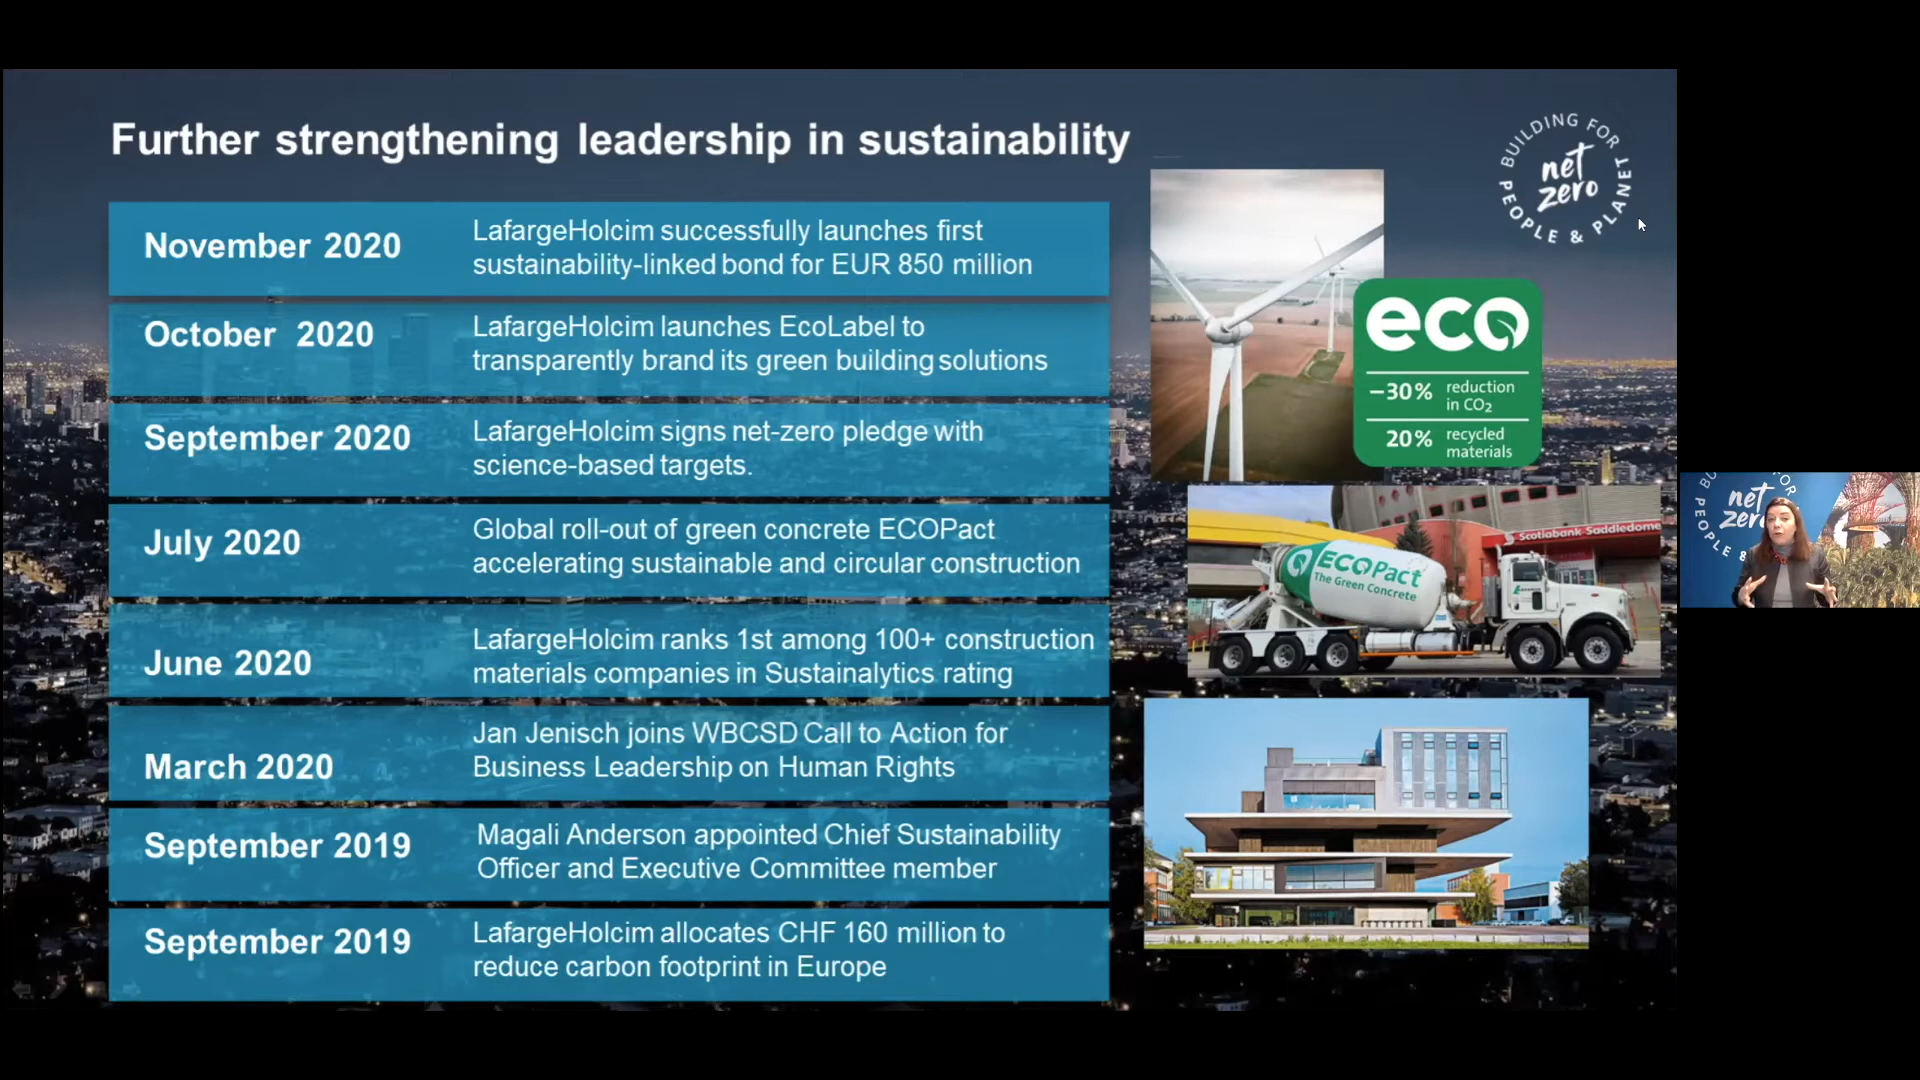 Further strengthening leadership in sustainability
BUILDING FOR
net
zero
PEOPLE & PLANET
November 2020
LafargeHolcim successfully launches first
sustainability-linked bond for EUR 850 million
October 2020
LafargeHolcim launches EcoLabel to
transparently brand its green building solutions
September 2020
LafargeHolcim signs net-zero pledge with
science-based targets.
July 2020
Global roll-out of green concrete ECOPact
accelerating sustainable and circular construction
June 2020
LafargeHolcim ranks 1st among 100+ construction
materials companies in Sustainalytics rating
March 2020
Jan Jenisch joins WBCSD Call to Action for
Business Leadership on Human Rights
September 2019
Magali Anderson appointed Chief Sustainability
Officer and Executive Committee member
September 2019
LafargeHolcim allocates CHF 160 million to
reduce carbon footprint in Europe
eco
–30% reduction
in CO2
20% recycled
materials
Scotiabank Saddledome
ECOPact
The Green Concrete
BU
FOR
net
zero
PEOPLE &